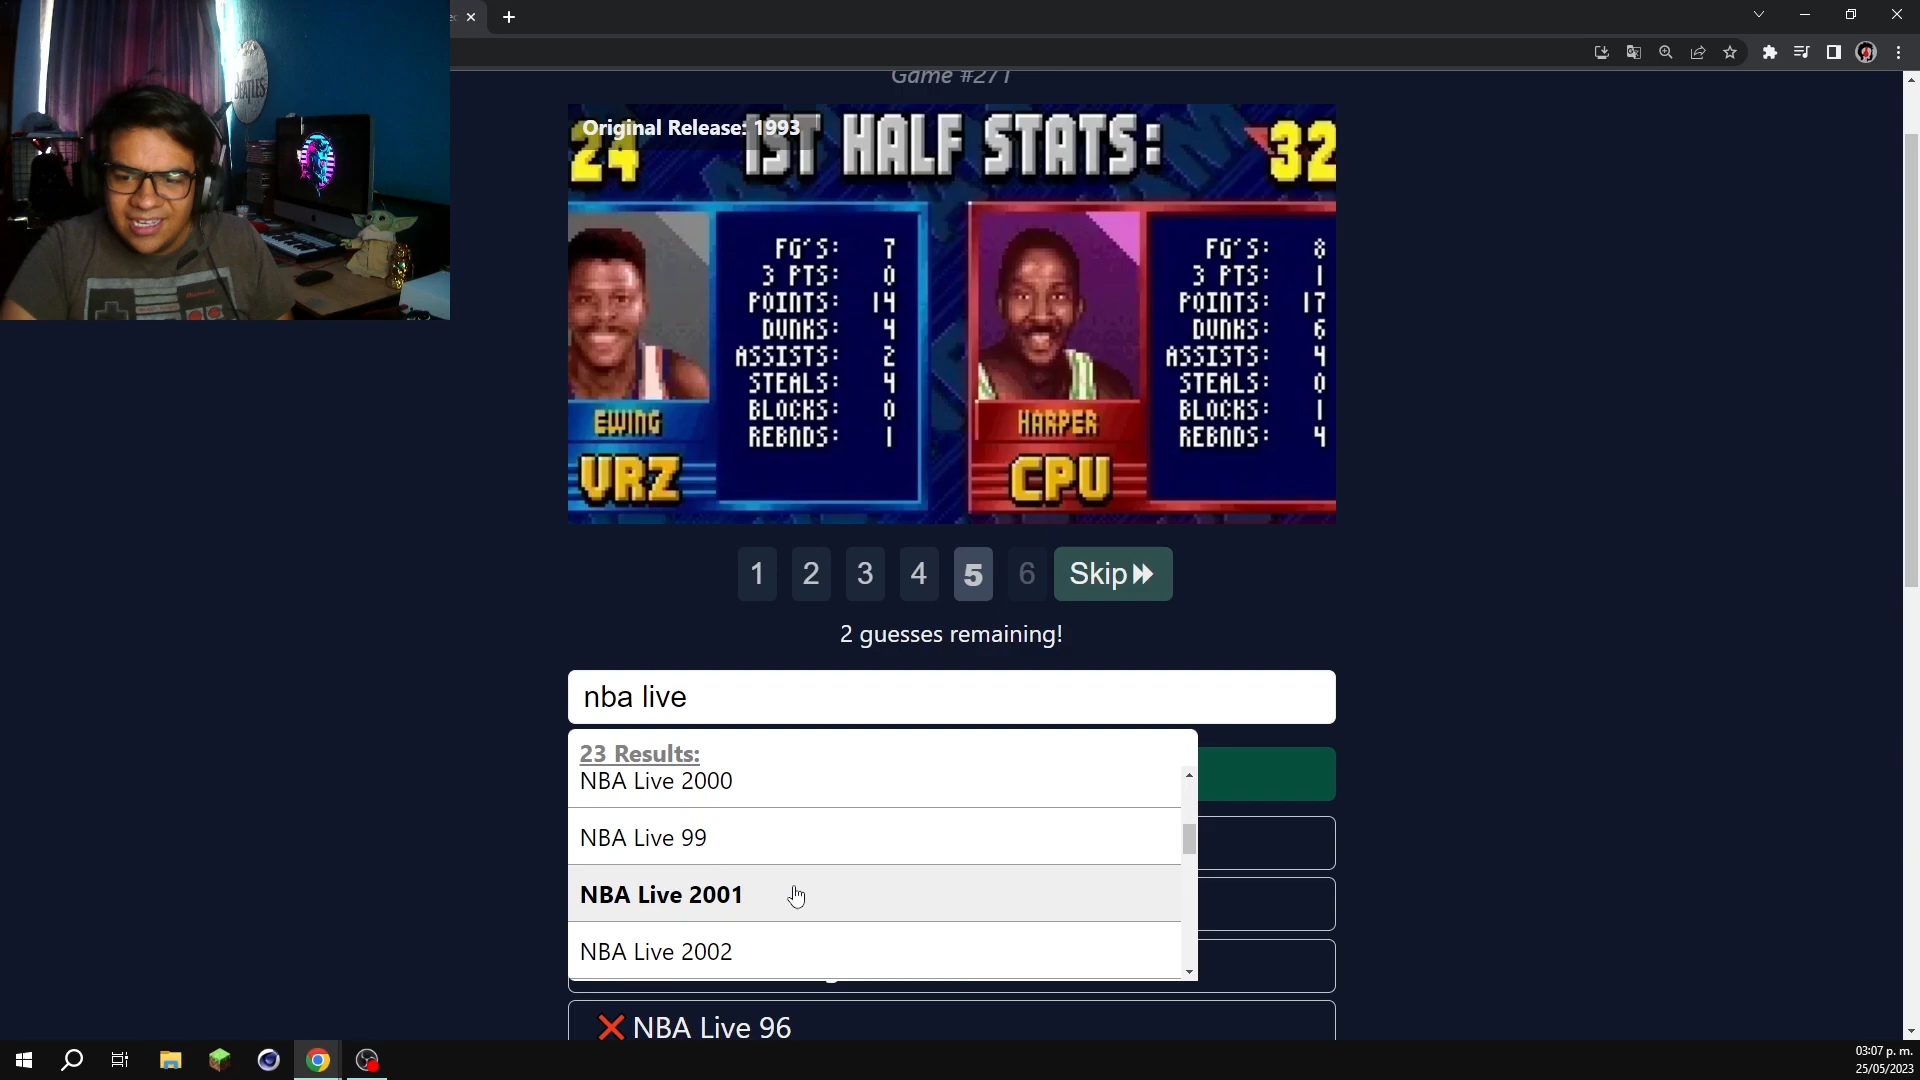 BEATLES
Nintendo
Game #271
Original Release: 1993
24 1ST HALF STATS: 32
FG'S: 7
3 PTS: 0
POINTS: 14
DUNKS: 4
ASSISTS: 2
STEALS: 4
BLOCKS: 0
REBNDS: 1
EWING
VRZ
FG'S: 8
3 PTS: 1
POINTS: 17
DUNKS: 6
ASSISTS: 4
STEALS: 0
BLOCKS: 1
REBNDS: 4
HARPER
CPU
1 2 3 4 5 6 Skip
2 guesses remaining!
nba live
23 Results:
NBA Live 2000
NBA Live 99
NBA Live 2001
NBA Live 2002
NBA Live 96
03:07 p. m.
25/05/2023